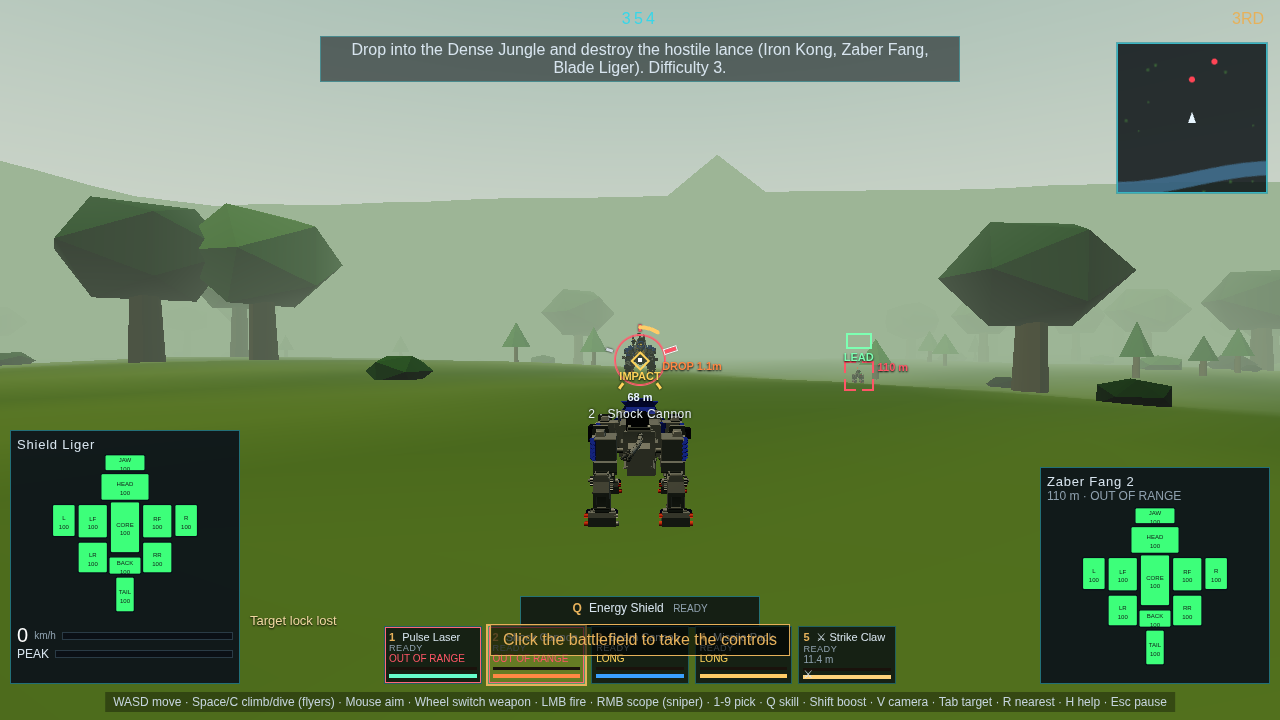 354
3RD
Drop into the Dense Jungle and destroy the hostile lance (Iron Kong, Zaber Fang,
Blade Liger). Difficulty 3.
LEAD
110 m
DROP 1.1m
IMPACT
68 m
2 · Shock Cannon
Shield Liger
JAW
100
HEAD
100
L
100
LF
100
CORE
100
RF
100
R
100
LR
100
BACK
100
RR
100
TAIL
100
0 km/h
PEAK
Target lock lost
Zaber Fang 2
110 m · OUT OF RANGE
JAW
100
HEAD
100
L
100
LF
100
CORE
100
RF
100
R
100
LR
100
BACK
100
RR
100
TAIL
100
Q Energy Shield READY
Click the battlefield to take the controls
1 Pulse Laser
READY
OUT OF RANGE
2
OUT OF RANGE
LONG
LONG
5 ⚔ Strike Claw
READY
11.4 m
WASD move · Space/C climb/dive (flyers) · Mouse aim · Wheel switch weapon · LMB fire · RMB scope (sniper) · 1-9 pick · Q skill · Shift boost · V camera · Tab target · R nearest · H help · Esc pause